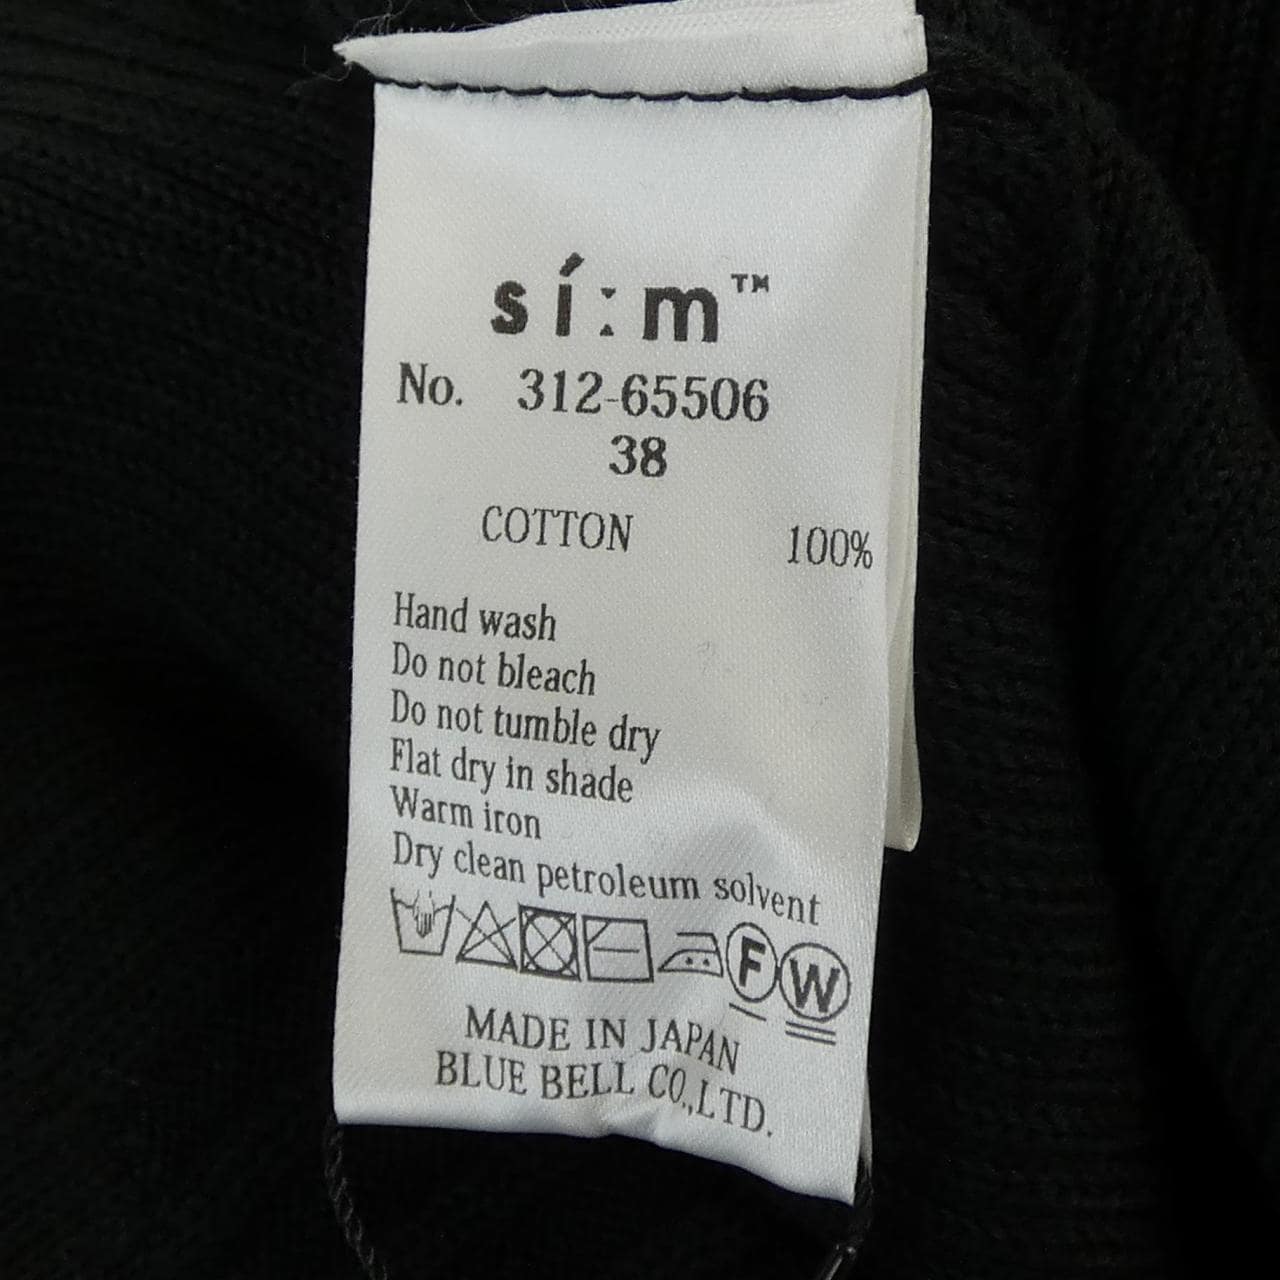 sí:m™
No. 312-65506
38
COTTON 100%
Hand wash
Do not bleach
Do not tumble dry
Flat dry in shade
Warm iron
Dry clean petroleum solvent
F W
MADE IN JAPAN
BLUE BELL CO.,LTD.